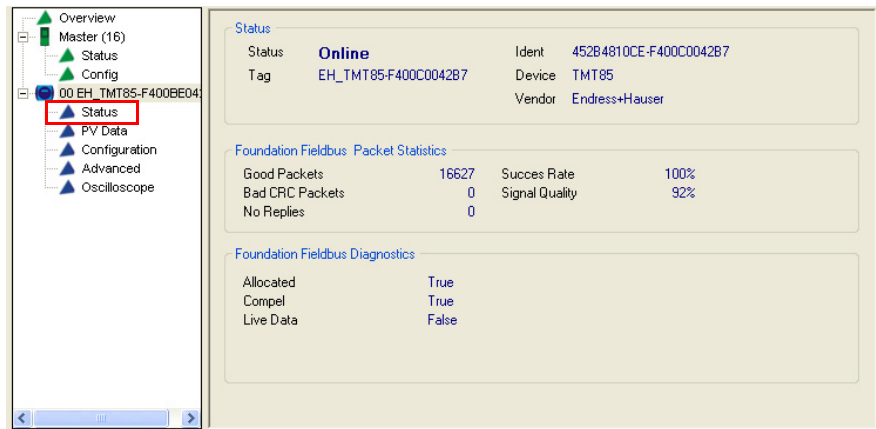 Overview
Master (16)
Status
Config
00 EH_TMT85-F400BE04
Status
PV Data
Configuration
Advanced
Oscilloscope
Status
Status Online Ident 452B4810CE-F400C0042B7
Tag EH_TMT85-F400C0042B7 Device TMT85
Vendor Endress+Hauser
Foundation Fieldbus Packet Statistics
Good Packets 16627 Succes Rate 100%
Bad CRC Packets 0 Signal Quality 92%
No Replies 0
Foundation Fieldbus Diagnostics
Allocated True
Compel True
Live Data False